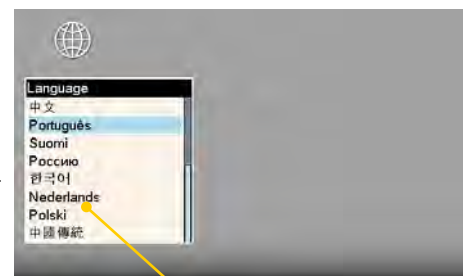 Language
中文
Português
Suomi
Россию
한국어
Nederlands
Polski
中國傳統